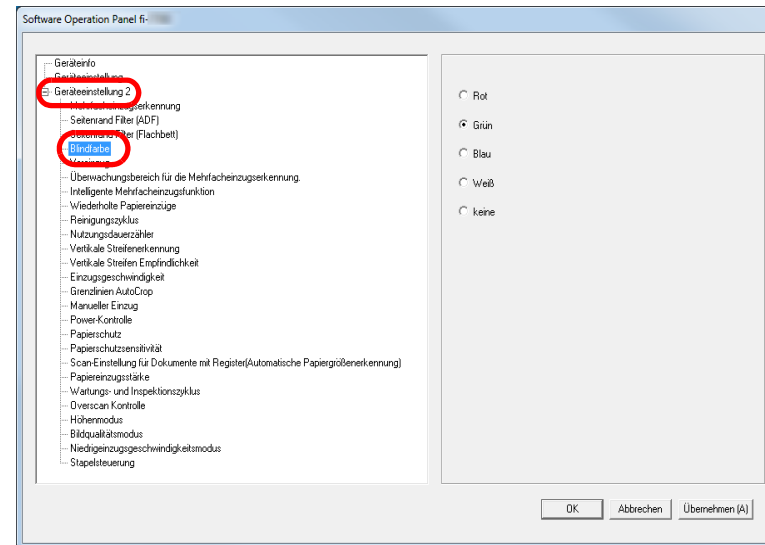 Software Operation Panel fi-
Geräteinfo
Geräteeinstellung
Geräteeinstellung 2
Mehrfacheinzugserkennung
Seitenrand Filter (ADF)
Seitenrand Filter (Flachbett)
Blindfarbe
Voreinzug
Überwachungsbereich für die Mehrfacheinzugserkennung.
Intelligente Mehrfacheinzugsfunktion
Wiederholte Papiereinzüge
Reinigungszyklus
Nutzungsdauerzähler
Vertikale Streifenerkennung
Vertikale Streifen Empfindlichkeit
Einzugsgeschwindigkeit
Grenzlinien AutoCrop
Manueller Einzug
Power-Kontrolle
Papierschutz
Papierschutzsensitivität
Scan-Einstellung für Dokumente mit Register(Automatische Papiergrößenerkennung)
Papiereinzugsstärke
Wartungs- und Inspektionszyklus
Overscan Kontrolle
Höhenmodus
Bildqualitätsmodus
Niedrigeinzugsgeschwindigkeitsmodus
Stapelsteuerung
Rot
Grün
Blau
Weiß
keine
OK
Abbrechen
Übernehmen (A)